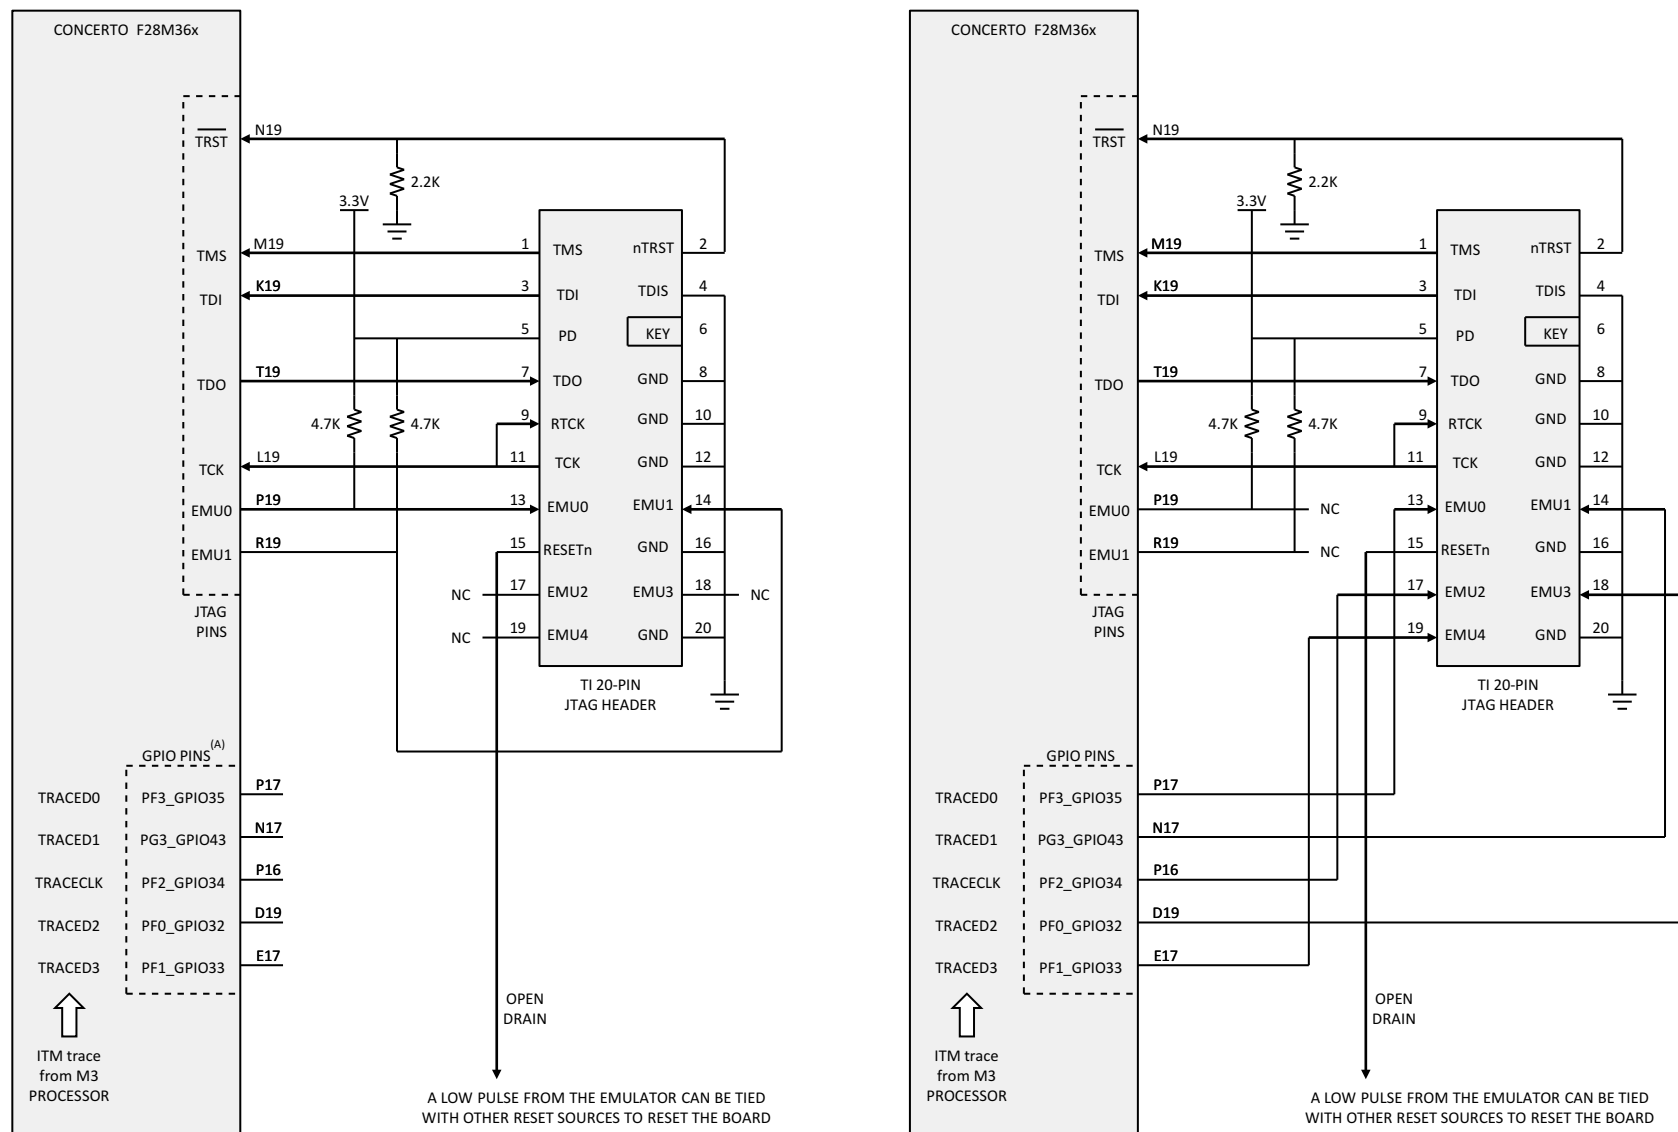 CONCERTO F28M36x
TRST
N19
2.2K
3.3V
TMS
M19
1
TMS
nTRST
2
TDI
K19
3
TDI
TDIS
4
5
PD
KEY
6
TDO
T19
7
TDO
GND
8
4.7K
4.7K
9
RTCK
GND
10
TCK
L19
11
TCK
GND
12
EMU0
P19
13
EMU0
EMU1
14
EMU1
R19
15
RESETn
GND
16
NC
17
EMU2
EMU3
18
NC
NC
19
EMU4
GND
20
JTAG
PINS
TI 20-PIN
JTAG HEADER
GPIO PINS(A)
TRACED0
PF3_GPIO35
P17
TRACED1
PG3_GPIO43
N17
TRACECLK
PF2_GPIO34
P16
TRACED2
PF0_GPIO32
D19
TRACED3
PF1_GPIO33
E17
ITM trace
from M3
PROCESSOR
OPEN
DRAIN
A LOW PULSE FROM THE EMULATOR CAN BE TIED
WITH OTHER RESET SOURCES TO RESET THE BOARD
CONCERTO F28M36x
TRST
N19
2.2K
3.3V
TMS
M19
1
TMS
nTRST
2
TDI
K19
3
TDI
TDIS
4
5
PD
KEY
6
TDO
T19
7
TDO
GND
8
4.7K
4.7K
9
RTCK
GND
10
TCK
L19
11
TCK
GND
12
EMU0
P19
NC
13
EMU0
EMU1
14
EMU1
R19
NC
15
RESETn
GND
16
17
EMU2
EMU3
18
19
EMU4
GND
20
JTAG
PINS
TI 20-PIN
JTAG HEADER
GPIO PINS
TRACED0
PF3_GPIO35
P17
TRACED1
PG3_GPIO43
N17
TRACECLK
PF2_GPIO34
P16
TRACED2
PF0_GPIO32
D19
TRACED3
PF1_GPIO33
E17
ITM trace
from M3
PROCESSOR
OPEN
DRAIN
A LOW PULSE FROM THE EMULATOR CAN BE TIED
WITH OTHER RESET SOURCES TO RESET THE BOARD